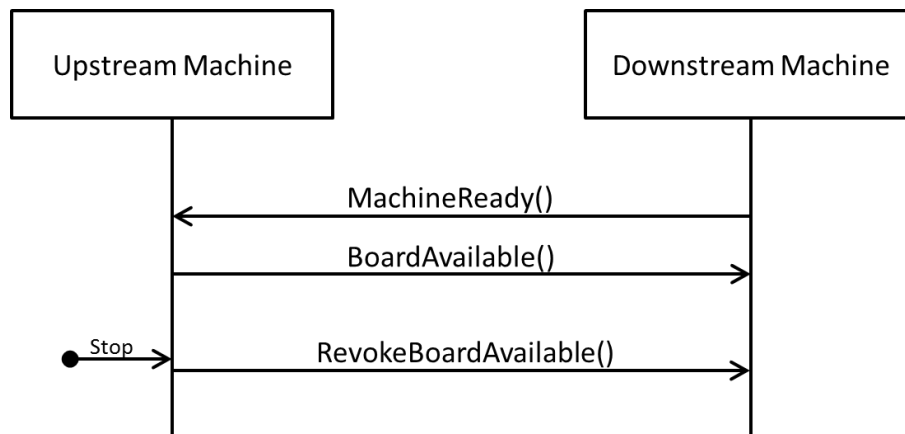 Upstream Machine
Downstream Machine
MachineReady()
BoardAvailable()
Stop
RevokeBoardAvailable()